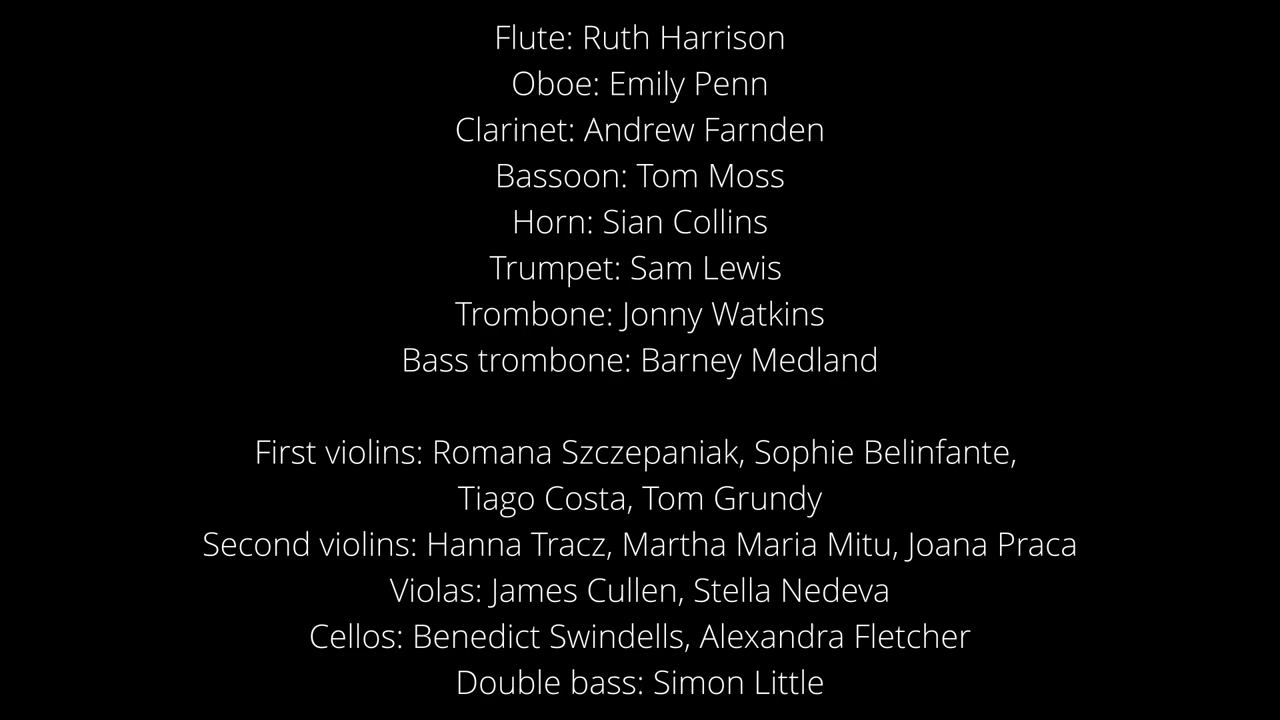 Flute: Ruth Harrison
Oboe: Emily Penn
Clarinet: Andrew Farnden
Bassoon: Tom Moss
Horn: Sian Collins
Trumpet: Sam Lewis
Trombone: Jonny Watkins
Bass trombone: Barney Medland
First violins: Romana Szczepaniak, Sophie Belinfante,
Tiago Costa, Tom Grundy
Second violins: Hanna Tracz, Martha Maria Mitu, Joana Praca
Violas: James Cullen, Stella Nedeva
Cellos: Benedict Swindells, Alexandra Fletcher
Double bass: Simon Little